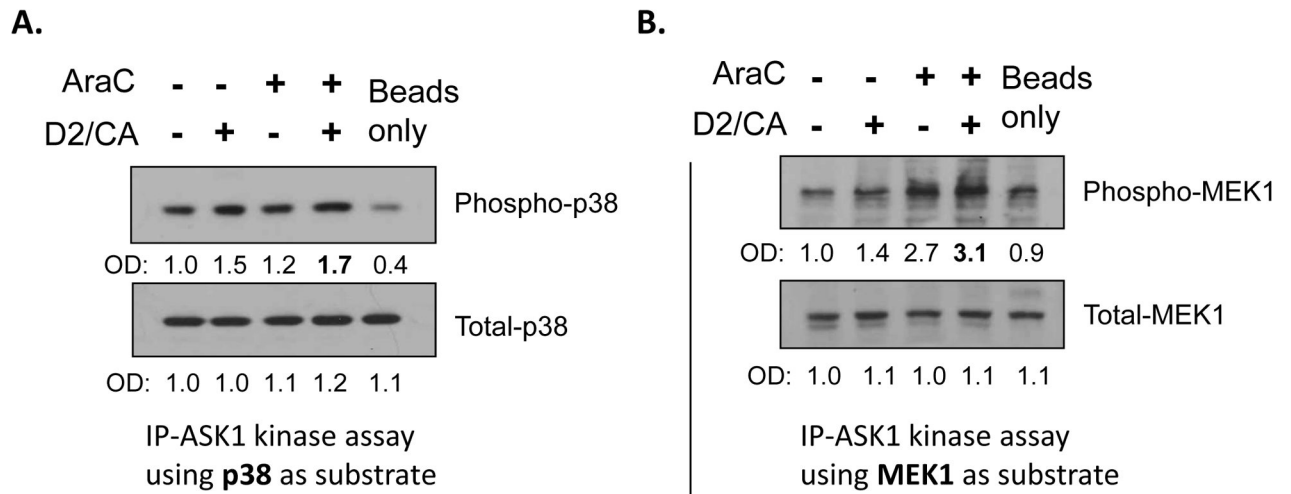 A.
AraC - - + + Beads only
D2/CA - + - +
Phospho-p38
OD: 1.0 1.5 1.2 1.7 0.4
Total-p38
OD: 1.0 1.0 1.1 1.2 1.1
IP-ASK1 kinase assay
using p38 as substrate
B.
AraC - - + + Beads only
D2/CA - + - +
Phospho-MEK1
OD: 1.0 1.4 2.7 3.1 0.9
Total-MEK1
OD: 1.0 1.1 1.0 1.1 1.1
IP-ASK1 kinase assay
using MEK1 as substrate